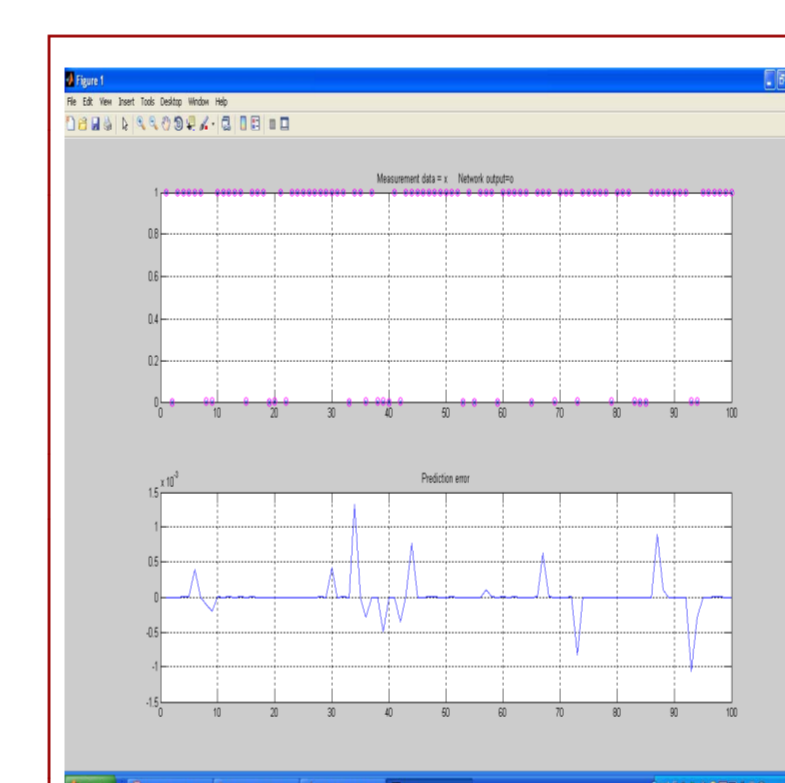 Figure 1
File Edit View Insert Tools Desktop Window Help
Measurement data = x Network output=o
1
0.8
0.6
0.4
0.2
0
0 10 20 30 40 50 60 70 80 90 100
x 10^-3
Prediction error
1.5
1
0.5
0
-0.5
-1
-1.5
0 10 20 30 40 50 60 70 80 90 100